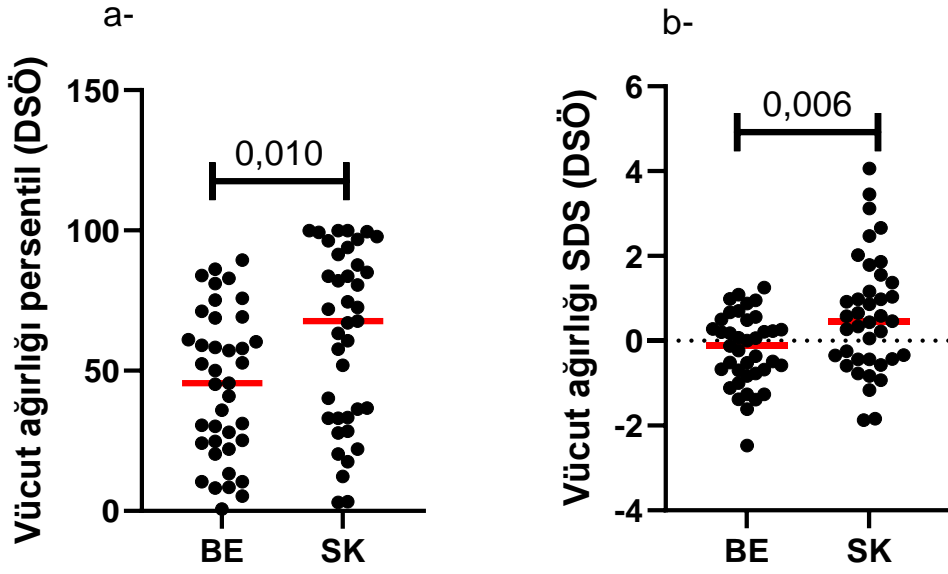 a-
Vücut ağırlığı persentil (DSÖ)
150
100
50
0
0,010
BE
SK
b-
Vücut ağırlığı SDS (DSÖ)
6
4
2
0
-2
-4
0,006
BE
SK